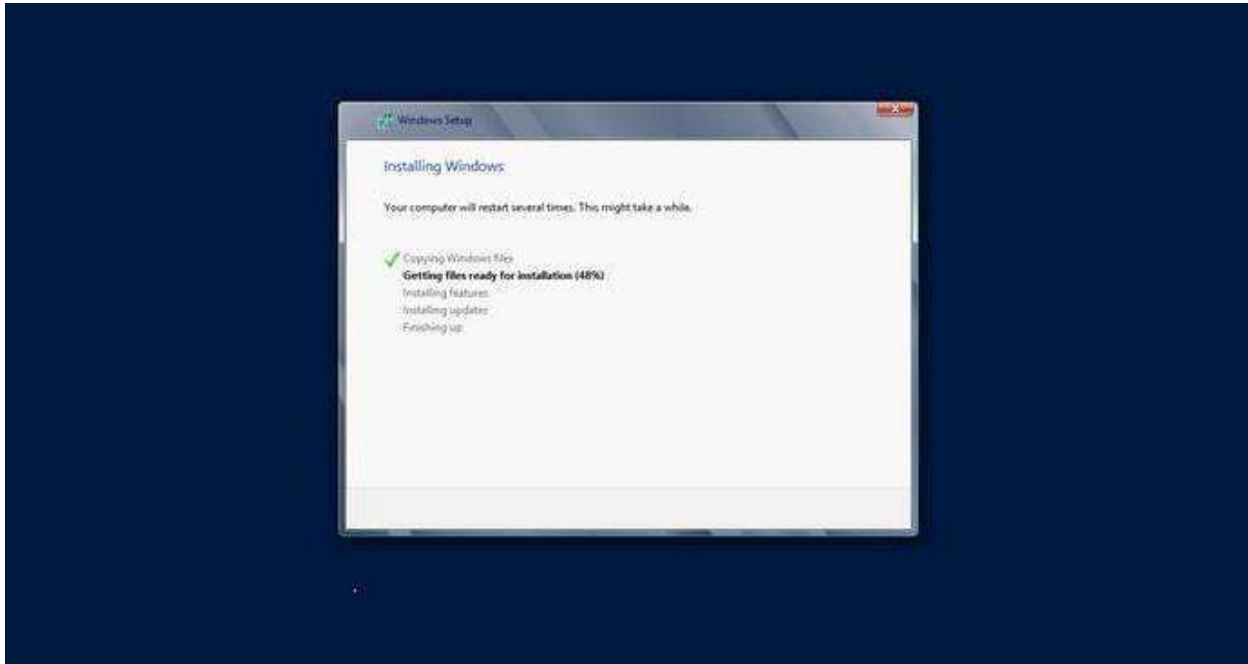 Windows Setup
Installing Windows
Your computer will restart several times. This might take a while.
Copying Windows files
Getting files ready for installation (48%)
Installing features
Installing updates
Finishing up